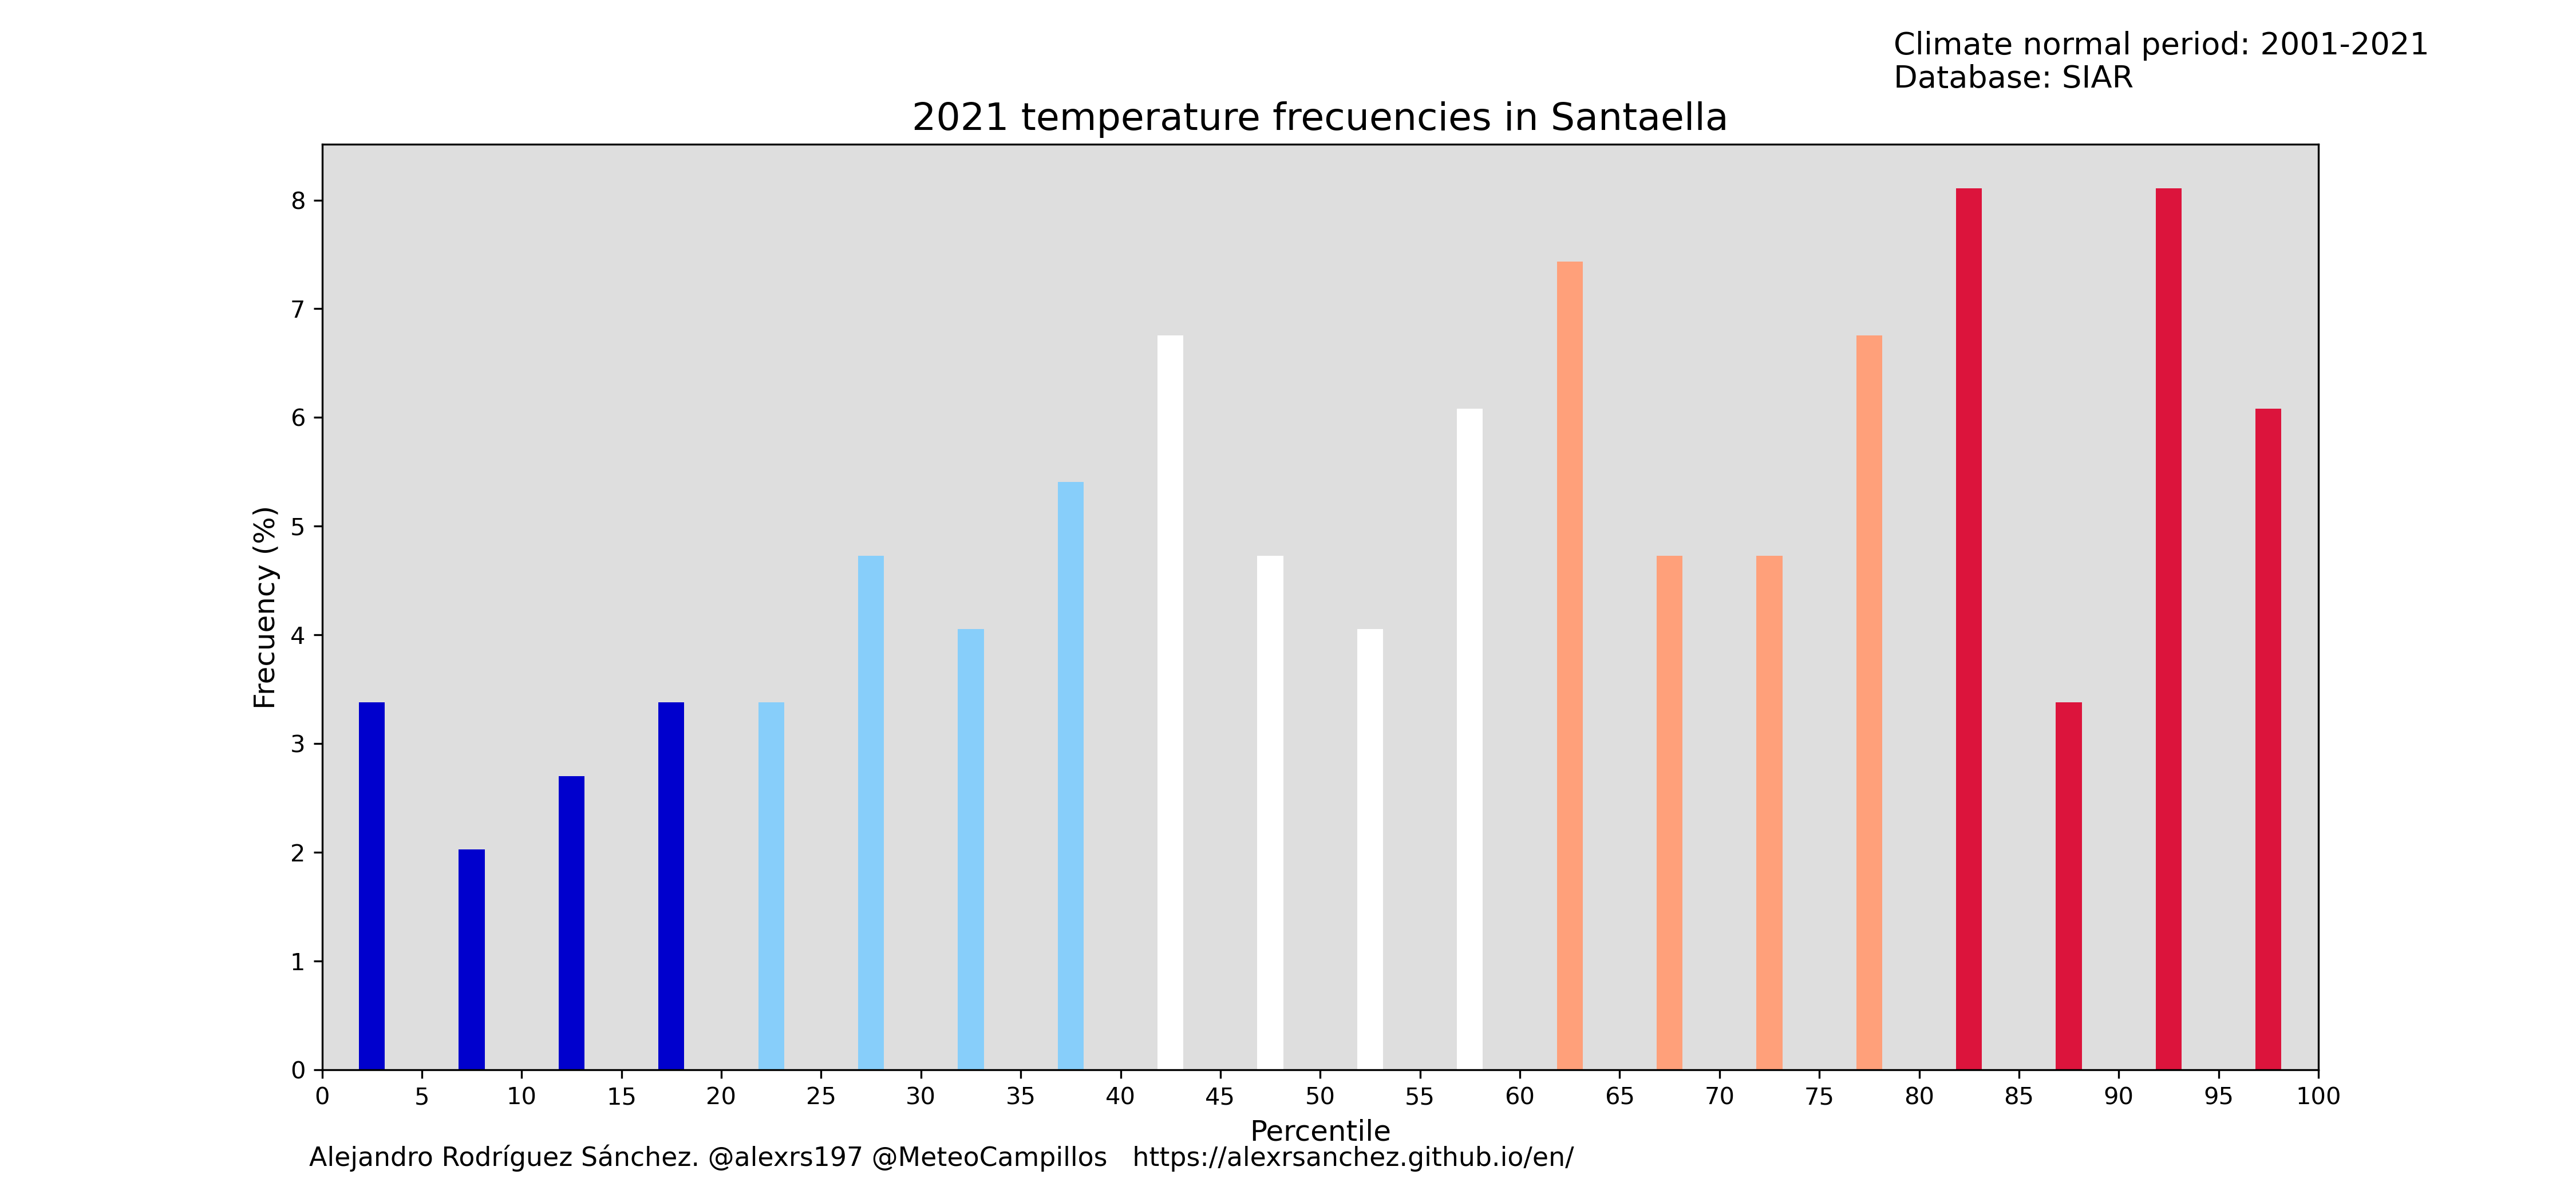 Climate normal period: 2001-2021
Database: SIAR
2021 temperature frecuencies in Santaella
8
7
6
5
4
3
2
1
0
Frecuency (%)
0 5 10 15 20 25 30 35 40 45 50 55 60 65 70 75 80 85 90 95 100
Percentile
Alejandro Rodríguez Sánchez. @alexrs197 @MeteoCampillos https://alexrsanchez.github.io/en/